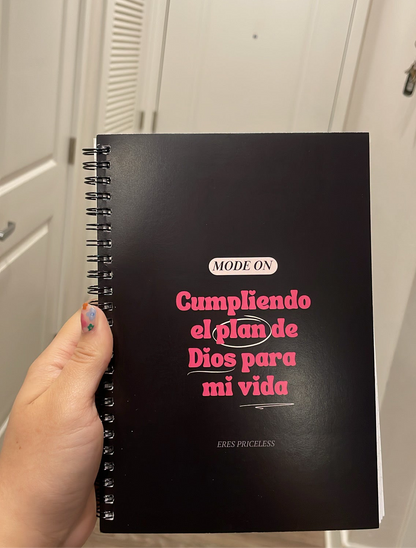 MODE ON
Cumpliendo
el plan de
Dios para
mi vida
ERES PRICELESS